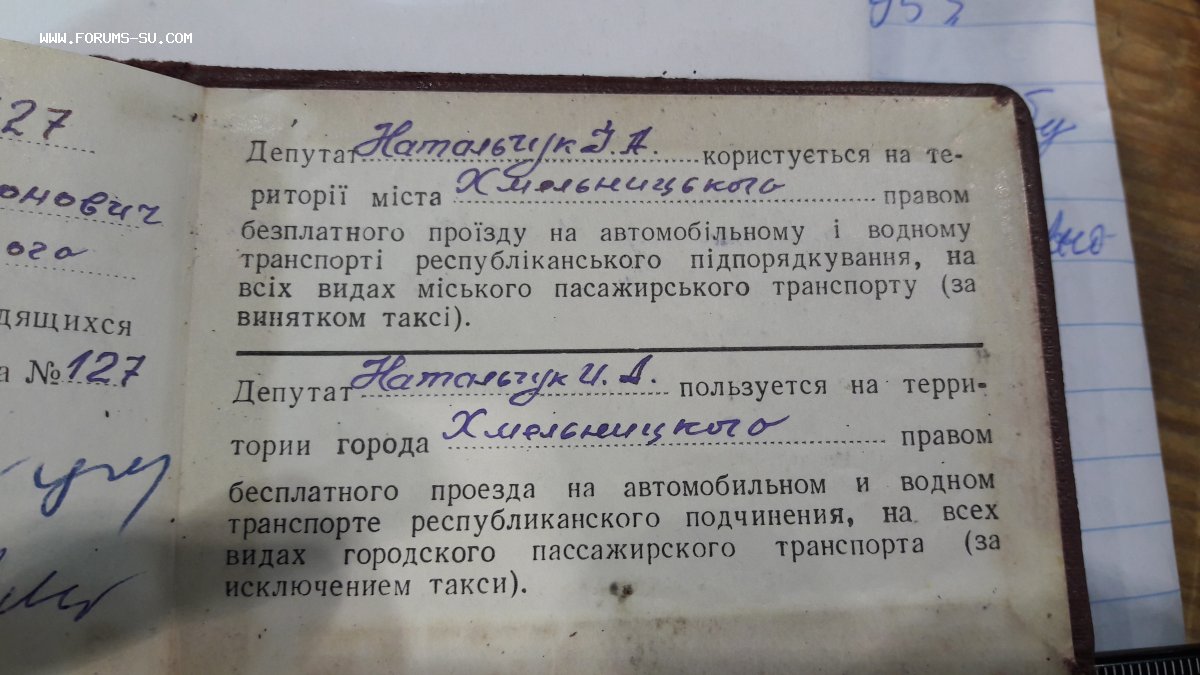 www.forums-su.com
127
онович
ого
дящихся
а № 127
Депутат Натальчук І. А. користується на те-
риторії міста Хмельницького правом
безплатного проїзду на автомобільному і водному
транспорті республіканського підпорядкування, на
всіх видах міського пасажирського транспорту (за
винятком таксі).
Депутат Натальчук И. А. пользуется на терри-
тории города Хмельницкого правом
бесплатного проезда на автомобильном и водном
транспорте республиканского подчинения, на всех
видах городского пассажирского транспорта (за
исключением такси).